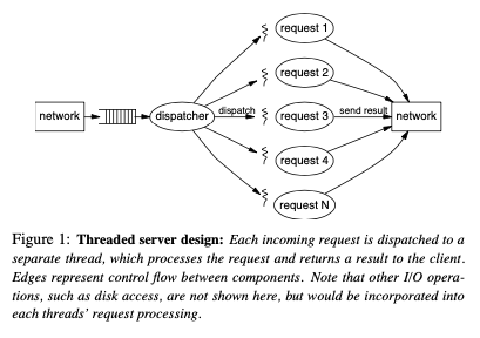 request 1
request 2
network
dispatcher
dispatch
request 3
send result
network
request 4
request N
Figure 1: Threaded server design: Each incoming request is dispatched to a
separate thread, which processes the request and returns a result to the client.
Edges represent control flow between components. Note that other I/O opera-
tions, such as disk access, are not shown here, but would be incorporated into
each threads' request processing.